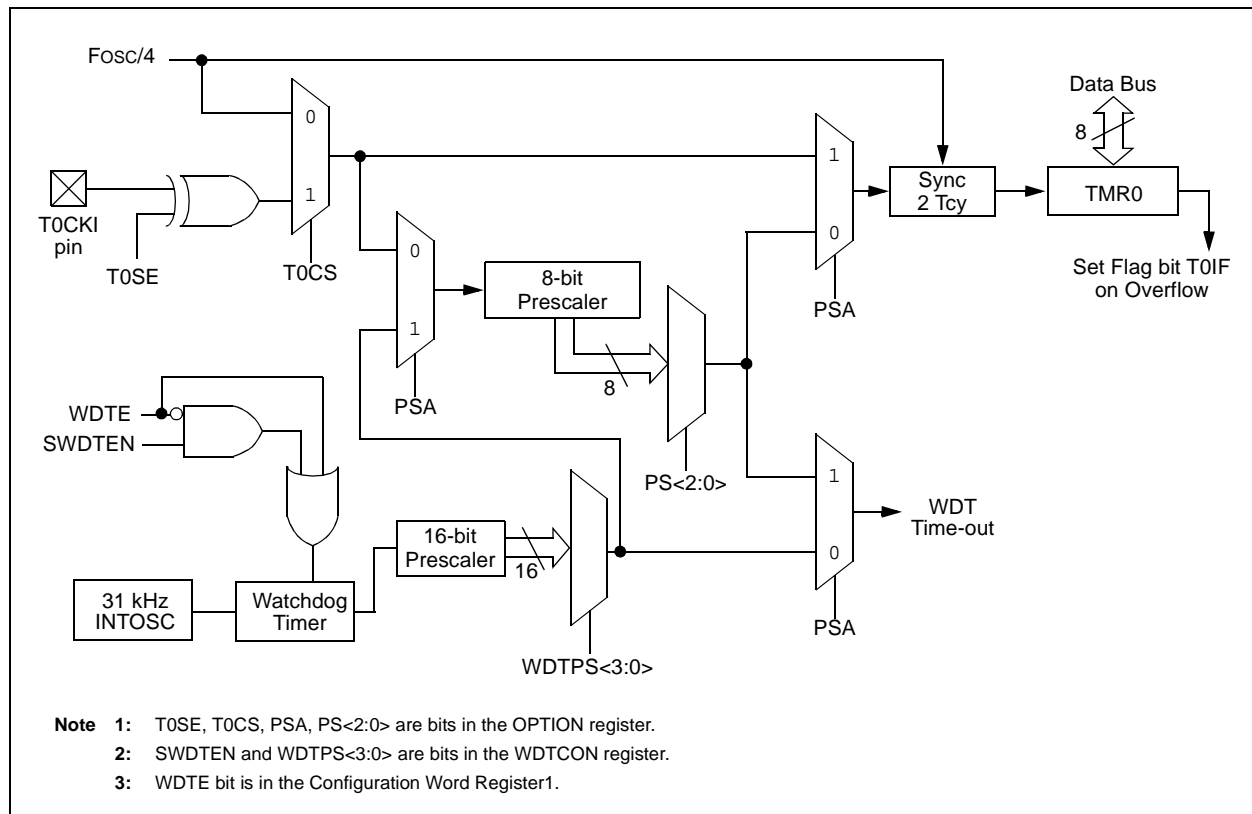 FOSC/4
Data Bus
8
0
1
T0CKI
pin
T0SE
T0CS
1
0
PSA
Sync
2 TCY
TMR0
Set Flag bit T0IF
on Overflow
0
1
PSA
8-bit
Prescaler
8
PS<2:0>
WDTE
SWDTEN
1
0
PSA
WDT
Time-out
16-bit
Prescaler
16
WDTPS<3:0>
31 kHz
INTOSC
Watchdog
Timer
Note 1: T0SE, T0CS, PSA, PS<2:0> are bits in the OPTION register.
2: SWDTEN and WDTPS<3:0> are bits in the WDTCON register.
3: WDTE bit is in the Configuration Word Register1.